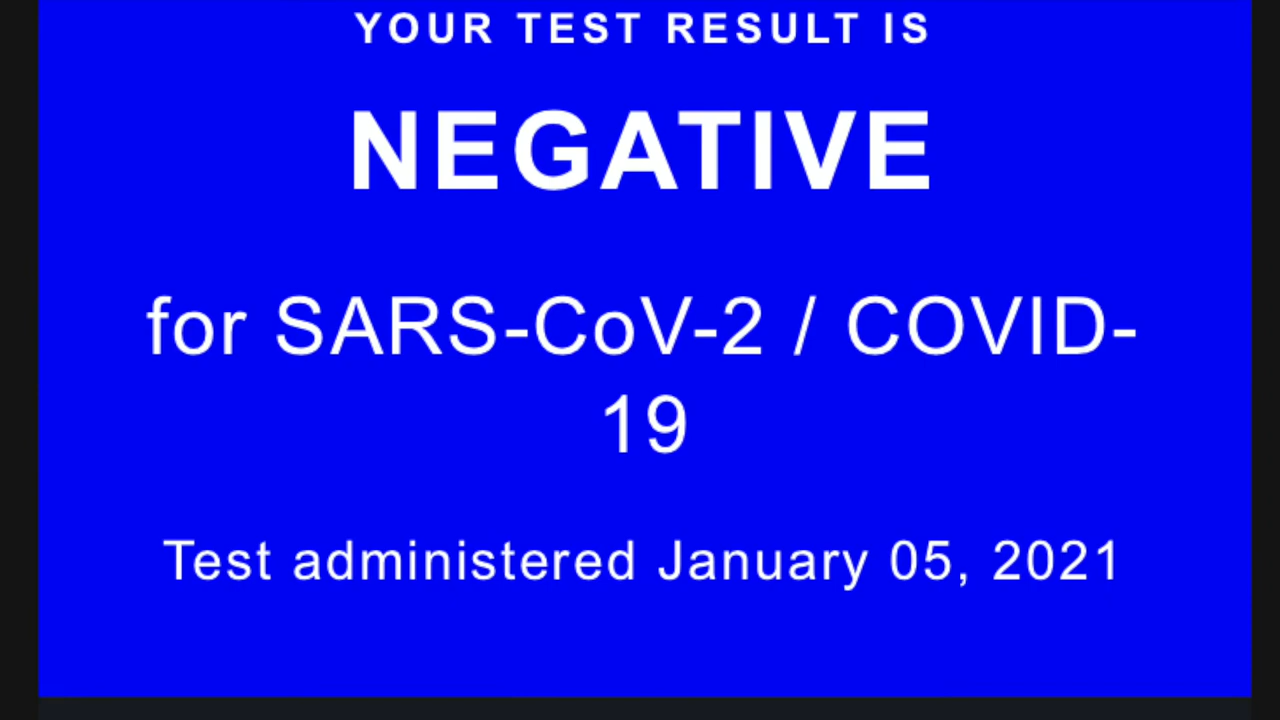 YOUR TEST RESULT IS
NEGATIVE
for SARS-CoV-2 / COVID-
19
Test administered January 05, 2021